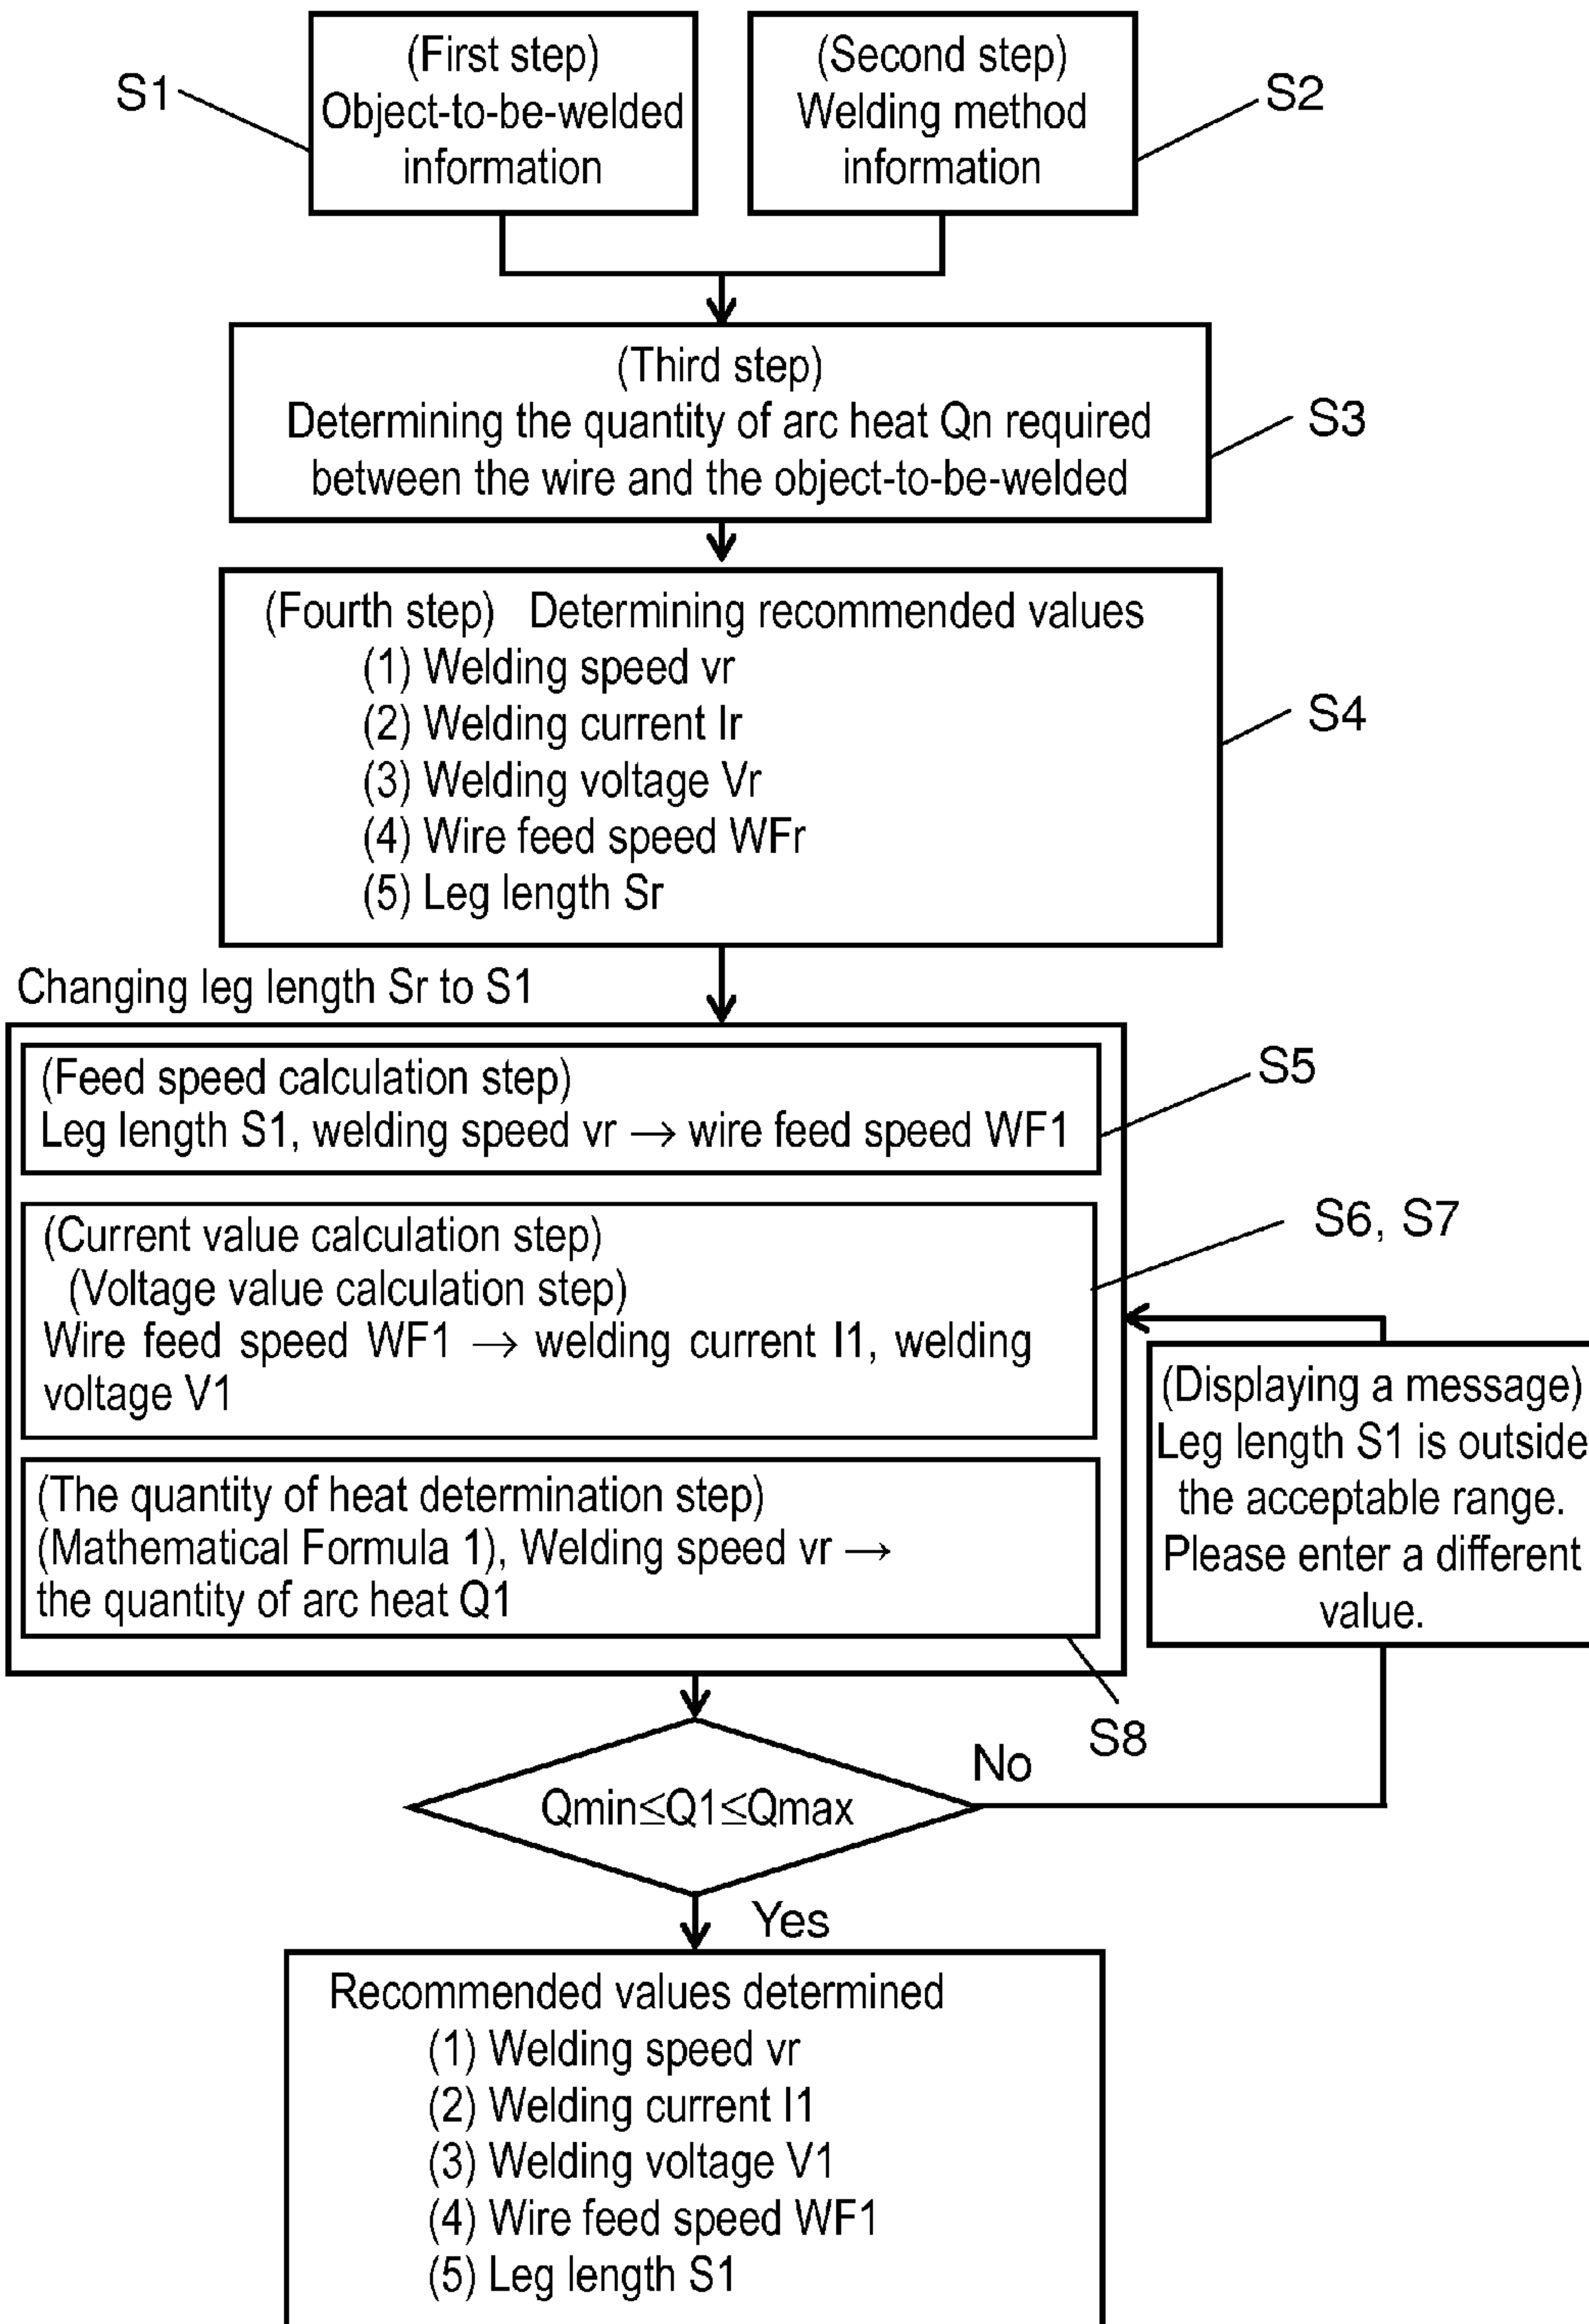 (First step)
Object-to-be-welded
information
S1
(Second step)
Welding method
information
S2
(Third step)
Determining the quantity of arc heat Qn required
between the wire and the object-to-be-welded
S3
(Fourth step) Determining recommended values
(1) Welding speed vr
(2) Welding current Ir
(3) Welding voltage Vr
(4) Wire feed speed WFr
(5) Leg length Sr
S4
Changing leg length Sr to S1
(Feed speed calculation step)
Leg length S1, welding speed vr → wire feed speed WF1
S5
(Current value calculation step)
(Voltage value calculation step)
Wire feed speed WF1 → welding current I1, welding
voltage V1
S6, S7
(The quantity of heat determination step)
(Mathematical Formula 1), Welding speed vr →
the quantity of arc heat Q1
S8
(Displaying a message)
Leg length S1 is outside
the acceptable range.
Please enter a different
value.
Qmin≤Q1≤Qmax
No
Yes
Recommended values determined
(1) Welding speed vr
(2) Welding current I1
(3) Welding voltage V1
(4) Wire feed speed WF1
(5) Leg length S1